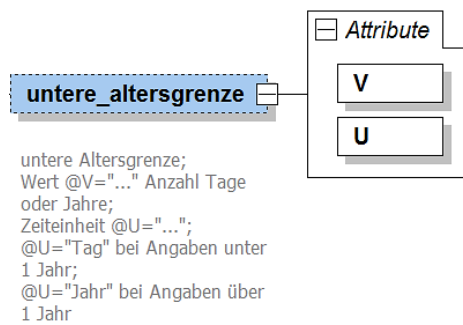 Attribute
untere_altersgrenze
V
U
untere Altersgrenze;
Wert @V="..." Anzahl Tage
oder Jahre;
Zeiteinheit @U="...";
@U="Tag" bei Angaben unter
1 Jahr;
@U="Jahr" bei Angaben über
1 Jahr